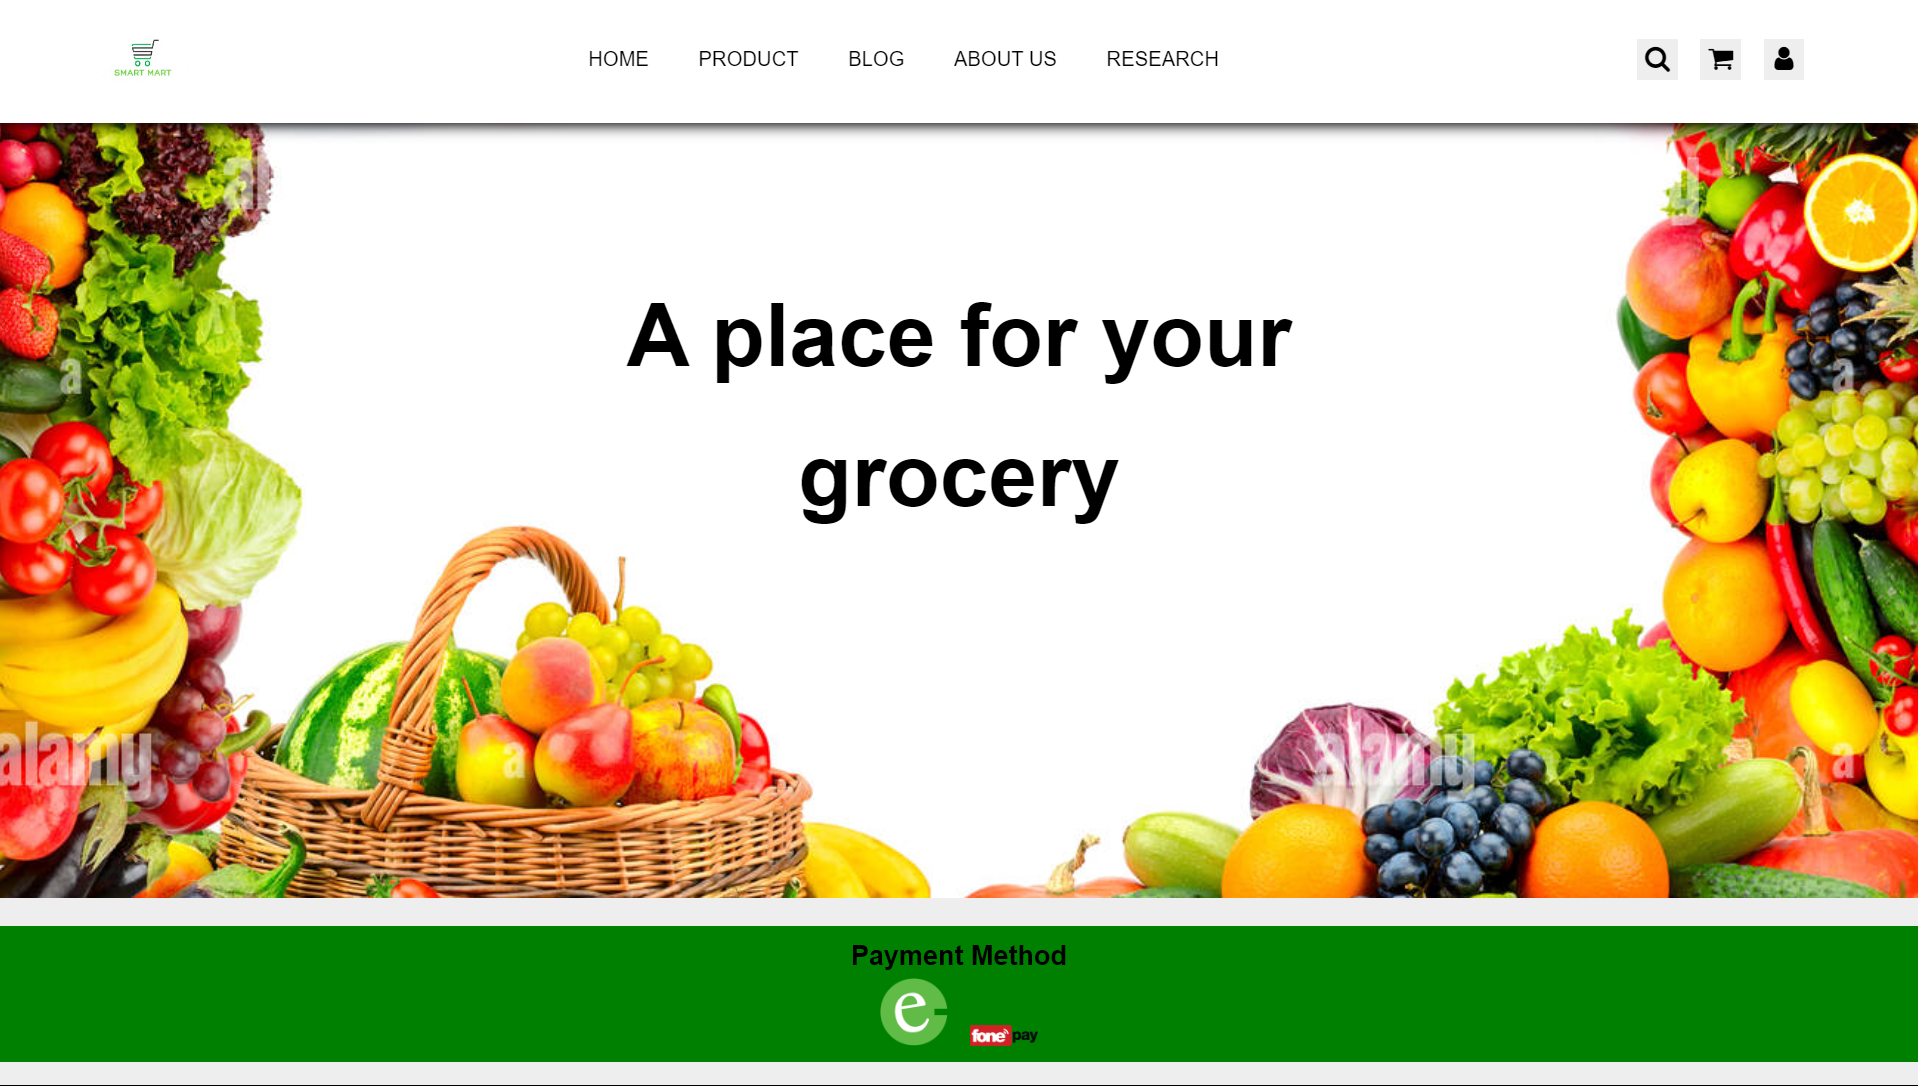 SMART MART
HOME
PRODUCT
BLOG
ABOUT US
RESEARCH
A place for your
grocery
alamy
alamy
a
a
a
a
Payment Method
e
fonepay